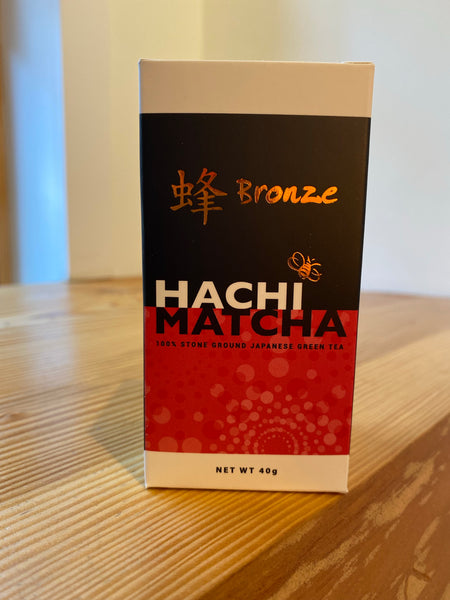 蜂 Bronze
HACHI
MATCHA
100% STONE GROUND JAPANESE GREEN TEA
NET WT 40g